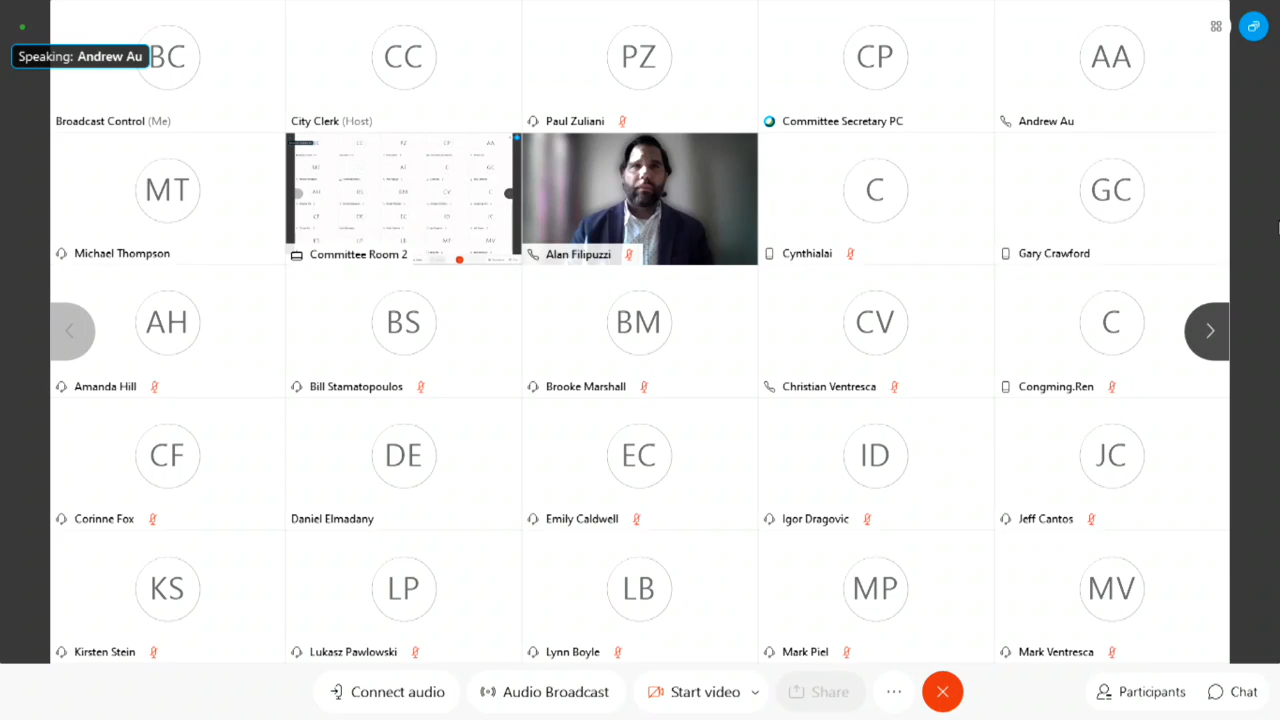 BC
CC
PZ
CP
AA
Speaking: Andrew Au
Broadcast Control (Me)
City Clerk (Host)
Paul Zuliani
Committee Secretary PC
Andrew Au
MT
C
GC
Michael Thompson
Committee Room 2
Alan Filipuzzi
Cynthialai
Gary Crawford
AH
BS
BM
CV
C
Amanda Hill
Bill Stamatopoulos
Brooke Marshall
Christian Ventresca
Congming.Ren
CF
DE
EC
ID
JC
Corinne Fox
Daniel Elmadany
Emily Caldwell
Igor Dragovic
Jeff Cantos
KS
LP
LB
MP
MV
Kirsten Stein
Lukasz Pawlowski
Lynn Boyle
Mark Piel
Mark Ventresca
Connect audio
Audio Broadcast
Start video
Share
Participants
Chat